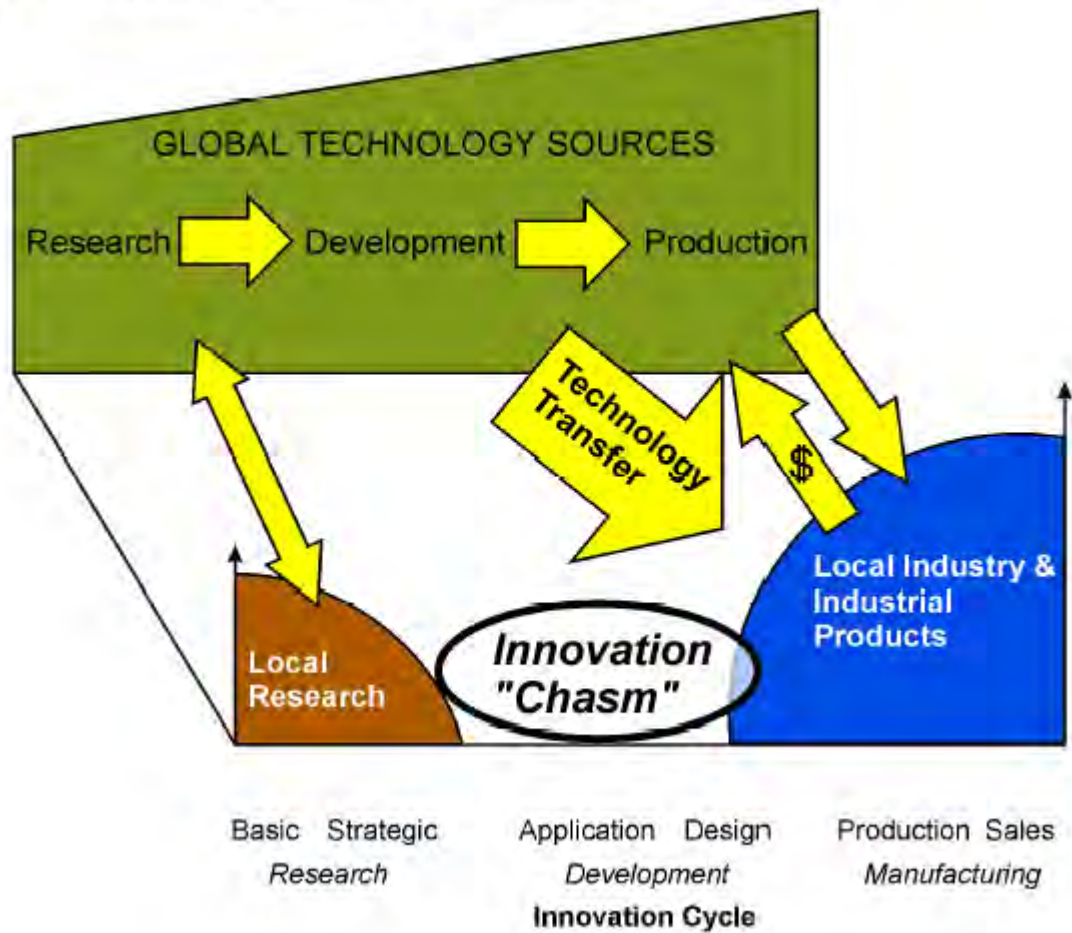 GLOBAL TECHNOLOGY SOURCES
Research Development Production
Technology
Transfer
$
Local Industry &
Industrial
Products
Local
Research
Innovation
"Chasm"
Basic Strategic Application Design Production Sales
Research Development Manufacturing
Innovation Cycle